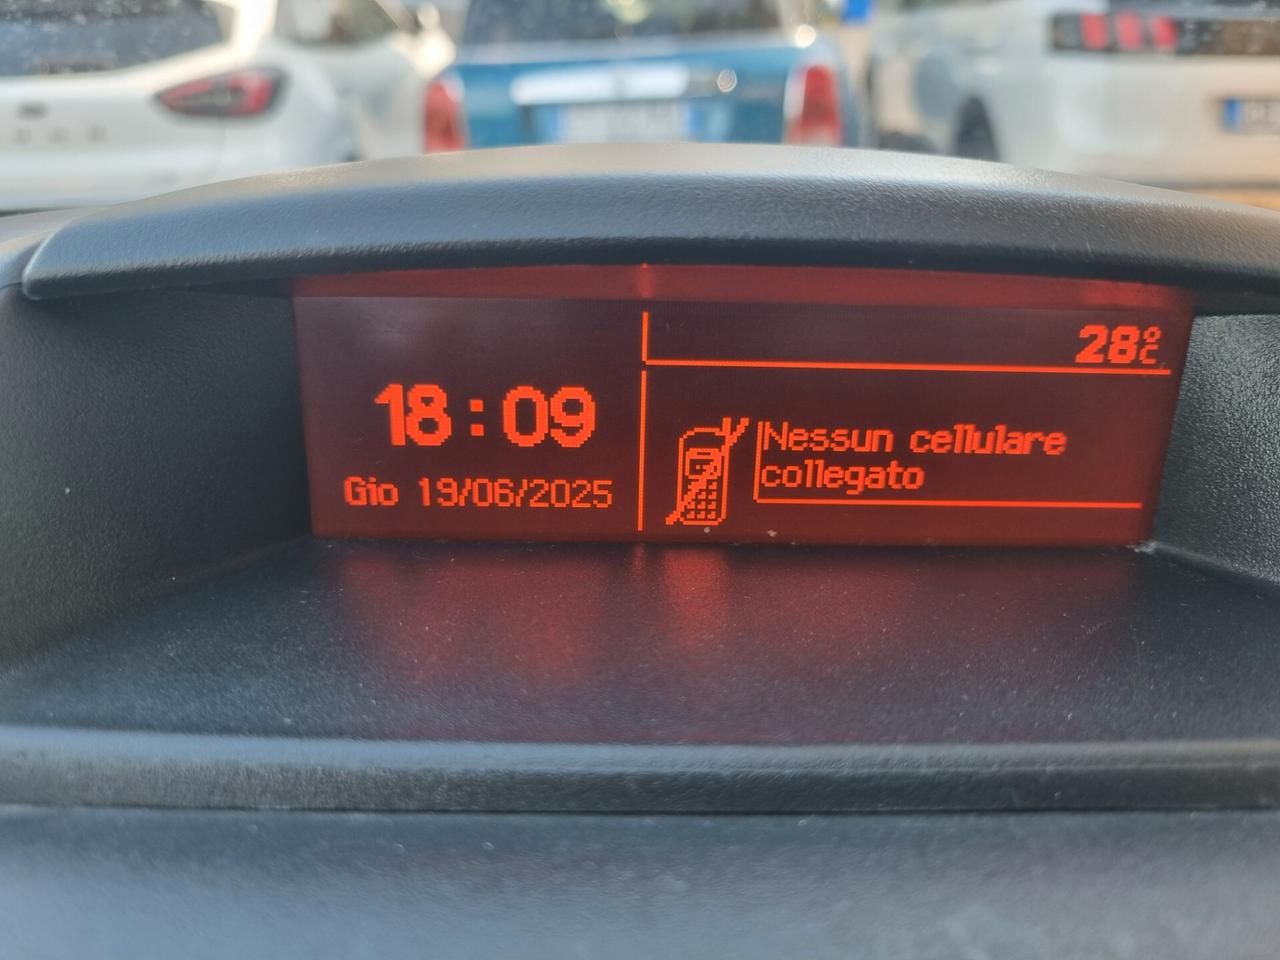 28°C
18:09
Gio 19/06/2025
Nessun cellulare
collegato